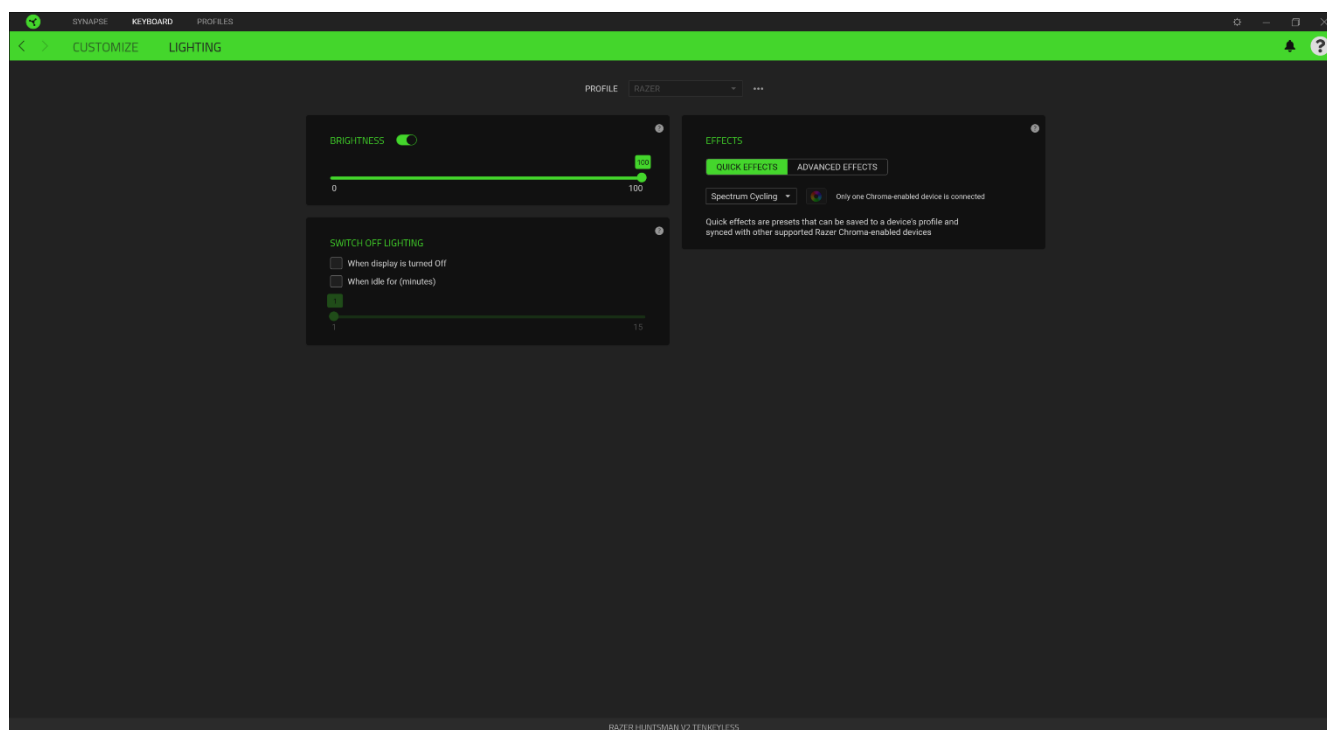 SYNAPSE KEYBOARD PROFILES
CUSTOMIZE LIGHTING
?
PROFILE RAZER
BRIGHTNESS
?
100
0 100
SWITCH OFF LIGHTING
?
When display is turned Off
When idle for (minutes)
1
1 15
EFFECTS
?
QUICK EFFECTS ADVANCED EFFECTS
Spectrum Cycling Only one Chroma-enabled device is connected
Quick effects are presets that can be saved to a device's profile and
synced with other supported Razer Chroma-enabled devices
RAZER HUNTSMAN V2 TENKEYLESS